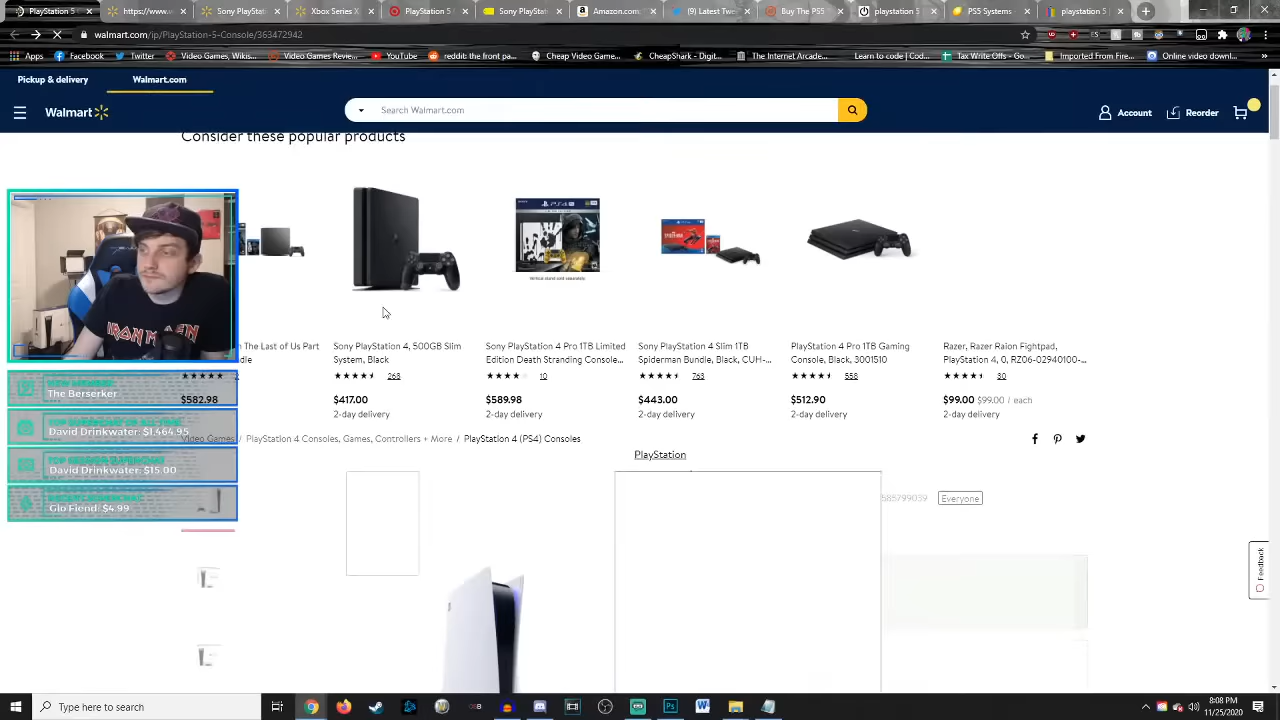 PlayStation 5
https://www.
Sony PlaySta
Xbox Series X
PlayStation 5
Sony PlaySta
Amazon.com
(9) Latest Twe
Buy The PS5
playstation 5
PS5 Systems
playstation
walmart.com/ip/PlayStation-5-Console/363472942
Apps Facebook Twitter Video Games, Wikis... Video Games Revie... YouTube reddit: the front pa... Cheap Video Game... CheapShark - Digit... The Internet Arcade... Learn to code | Cod... Tax Write Offs - Go... Imported From Fire... Online video downl...
Pickup & delivery Walmart.com
Walmart Search Walmart.com Account Reorder
Consider these popular products
IRON MAIDEN
n The Last of Us Part
ndle
$582.98
Sony PlayStation 4, 500GB Slim
System, Black
268
$417.00
2-day delivery
Sony PlayStation 4 Pro 1TB Limited
Edition Death Stranding Console...
$589.98
2-day delivery
Sony PlayStation 4 Slim 1TB
Spiderman Bundle, Black, CUH-...
763
$443.00
2-day delivery
PlayStation 4 Pro 1TB Gaming
Console, Black, 3001510
$512.90
2-day delivery
Razer, Razer Raion Fightpad,
PlayStation 4, 0, RZ06-02940100-...
$99.00 $99.00 / each
2-day delivery
The Berserker
David Drinkwater: $1,464.95
David Drinkwater: $15.00
Glo Fiend: $4.99
Video Games / PlayStation 4 Consoles, Games, Controllers + More / PlayStation 4 (PS4) Consoles
PlayStation
585799039 Everyone
Feedback
Type here to search
8:08 PM
11/25/2020